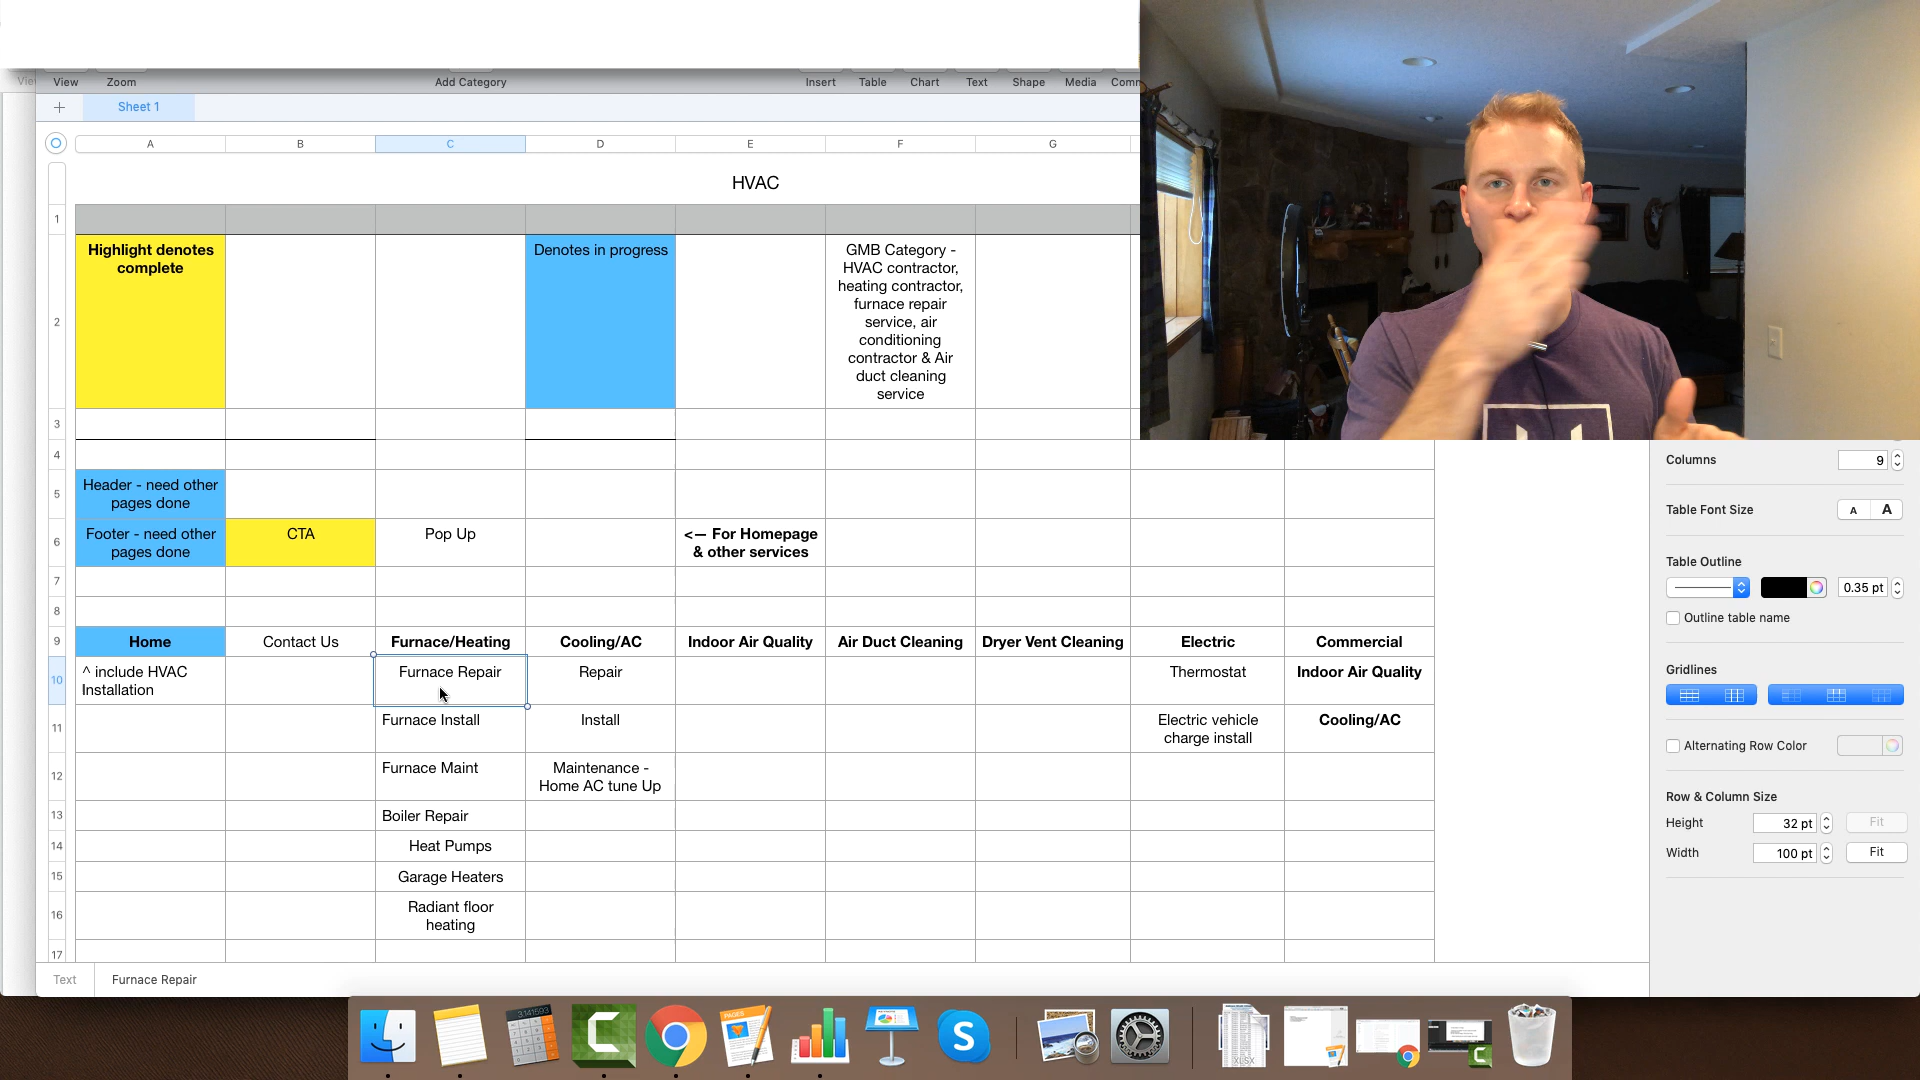 View
Zoom
Add Category
Insert
Table
Chart
Text
Shape
Media
Comm
Sheet 1
A
B
C
D
E
F
G
HVAC
1
Highlight denotes
complete
Denotes in progress
GMB Category -
HVAC contractor,
heating contractor,
furnace repair
service, air
conditioning
contractor & Air
duct cleaning
service
2
3
4
5
Header - need other
pages done
6
Footer - need other
pages done
CTA
Pop Up
<— For Homepage
& other services
7
8
9
Home
Contact Us
Furnace/Heating
Cooling/AC
Indoor Air Quality
Air Duct Cleaning
Dryer Vent Cleaning
Electric
Commercial
10
^ include HVAC
Installation
Furnace Repair
Repair
Thermostat
Indoor Air Quality
11
Furnace Install
Install
Electric vehicle
charge install
Cooling/AC
12
Furnace Maint
Maintenance -
Home AC tune Up
13
Boiler Repair
14
Heat Pumps
15
Garage Heaters
16
Radiant floor
heating
17
Text
Furnace Repair
Columns
9
Table Font Size
A
A
Table Outline
0.35 pt
Outline table name
Gridlines
Alternating Row Color
Row & Column Size
Height
32 pt
Fit
Width
100 pt
Fit
3.141593
PAGES
XLSX